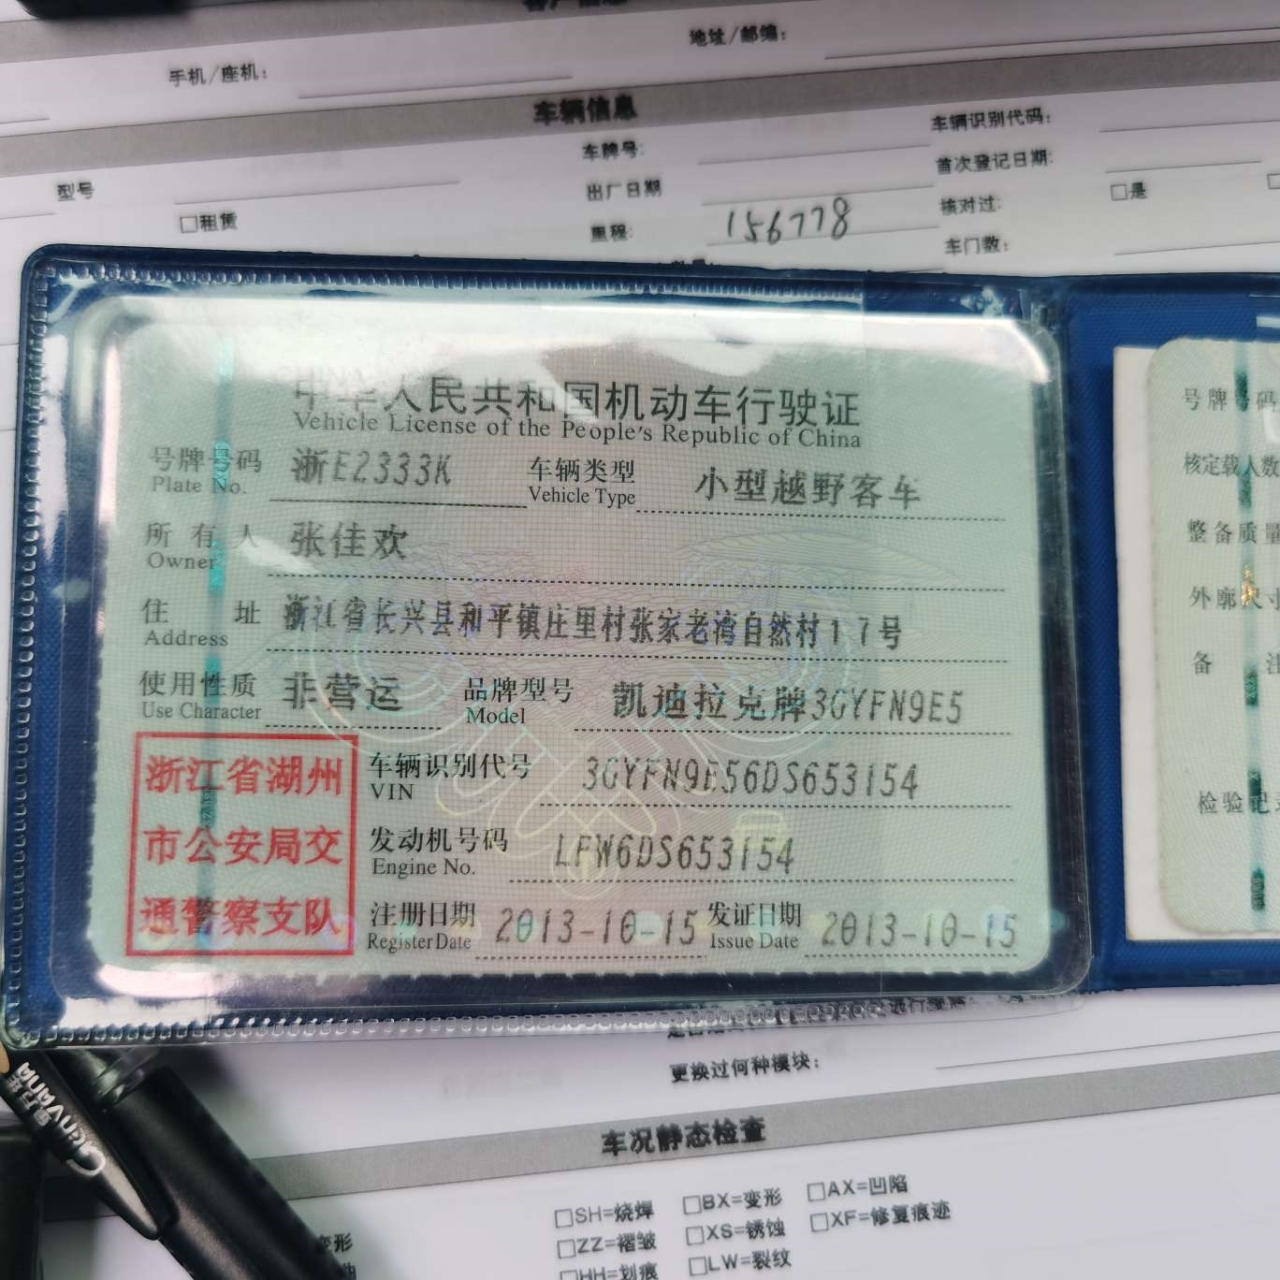 地址/邮编:
手机/座机:
车辆信息
车牌号:
车辆识别代码:
型号
出厂日期
首次登记日期:
□租赁
里程: 156778
核对过: □是
车门数:
中华人民共和国机动车行驶证
Vehicle License of the People's Republic of China
号牌号码 浙E2333K 车辆类型 小型越野客车
Plate No. Vehicle Type
所有人 张佳欢
Owner
住址 浙江省长兴县和平镇庄里村张家老湾自然村17号
Address
使用性质 非营运 品牌型号 凯迪拉克牌3GYFN9E5
Use Character Model
浙江省湖州
市公安局交
通警察支队
车辆识别代号 3GYFN9E56DS653154
VIN
发动机号码 LFW6DS653154
Engine No.
注册日期 2013-10-15 发证日期 2013-10-15
Register Date Issue Date
号牌号码
核定载人数
整备质量
外廓尺寸
备注
检验记录
更换过何种模块:
车况静态检查
□SH=烧焊 □BX=变形 □AX=凹陷
□ZZ=褶皱 □XS=锈蚀 □XF=修复痕迹
□HH=划痕 □LW=裂纹
变形
Genvana